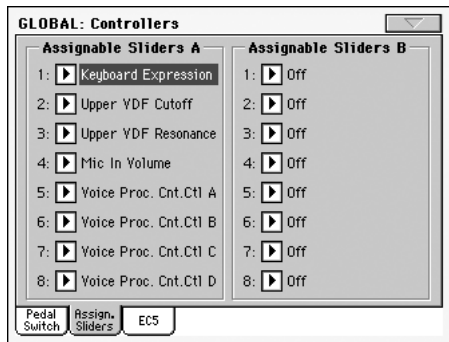 GLOBAL: Controllers
Assignable Sliders A
1: Keyboard Expression
2: Upper VDF Cutoff
3: Upper VDF Resonance
4: Mic In Volume
5: Voice Proc. Cnt.Ctl A
6: Voice Proc. Cnt.Ctl B
7: Voice Proc. Cnt.Ctl C
8: Voice Proc. Cnt.Ctl D
Assignable Sliders B
1: Off
2: Off
3: Off
4: Off
5: Off
6: Off
7: Off
8: Off
Pedal
Switch
Assign.
Sliders
EC5